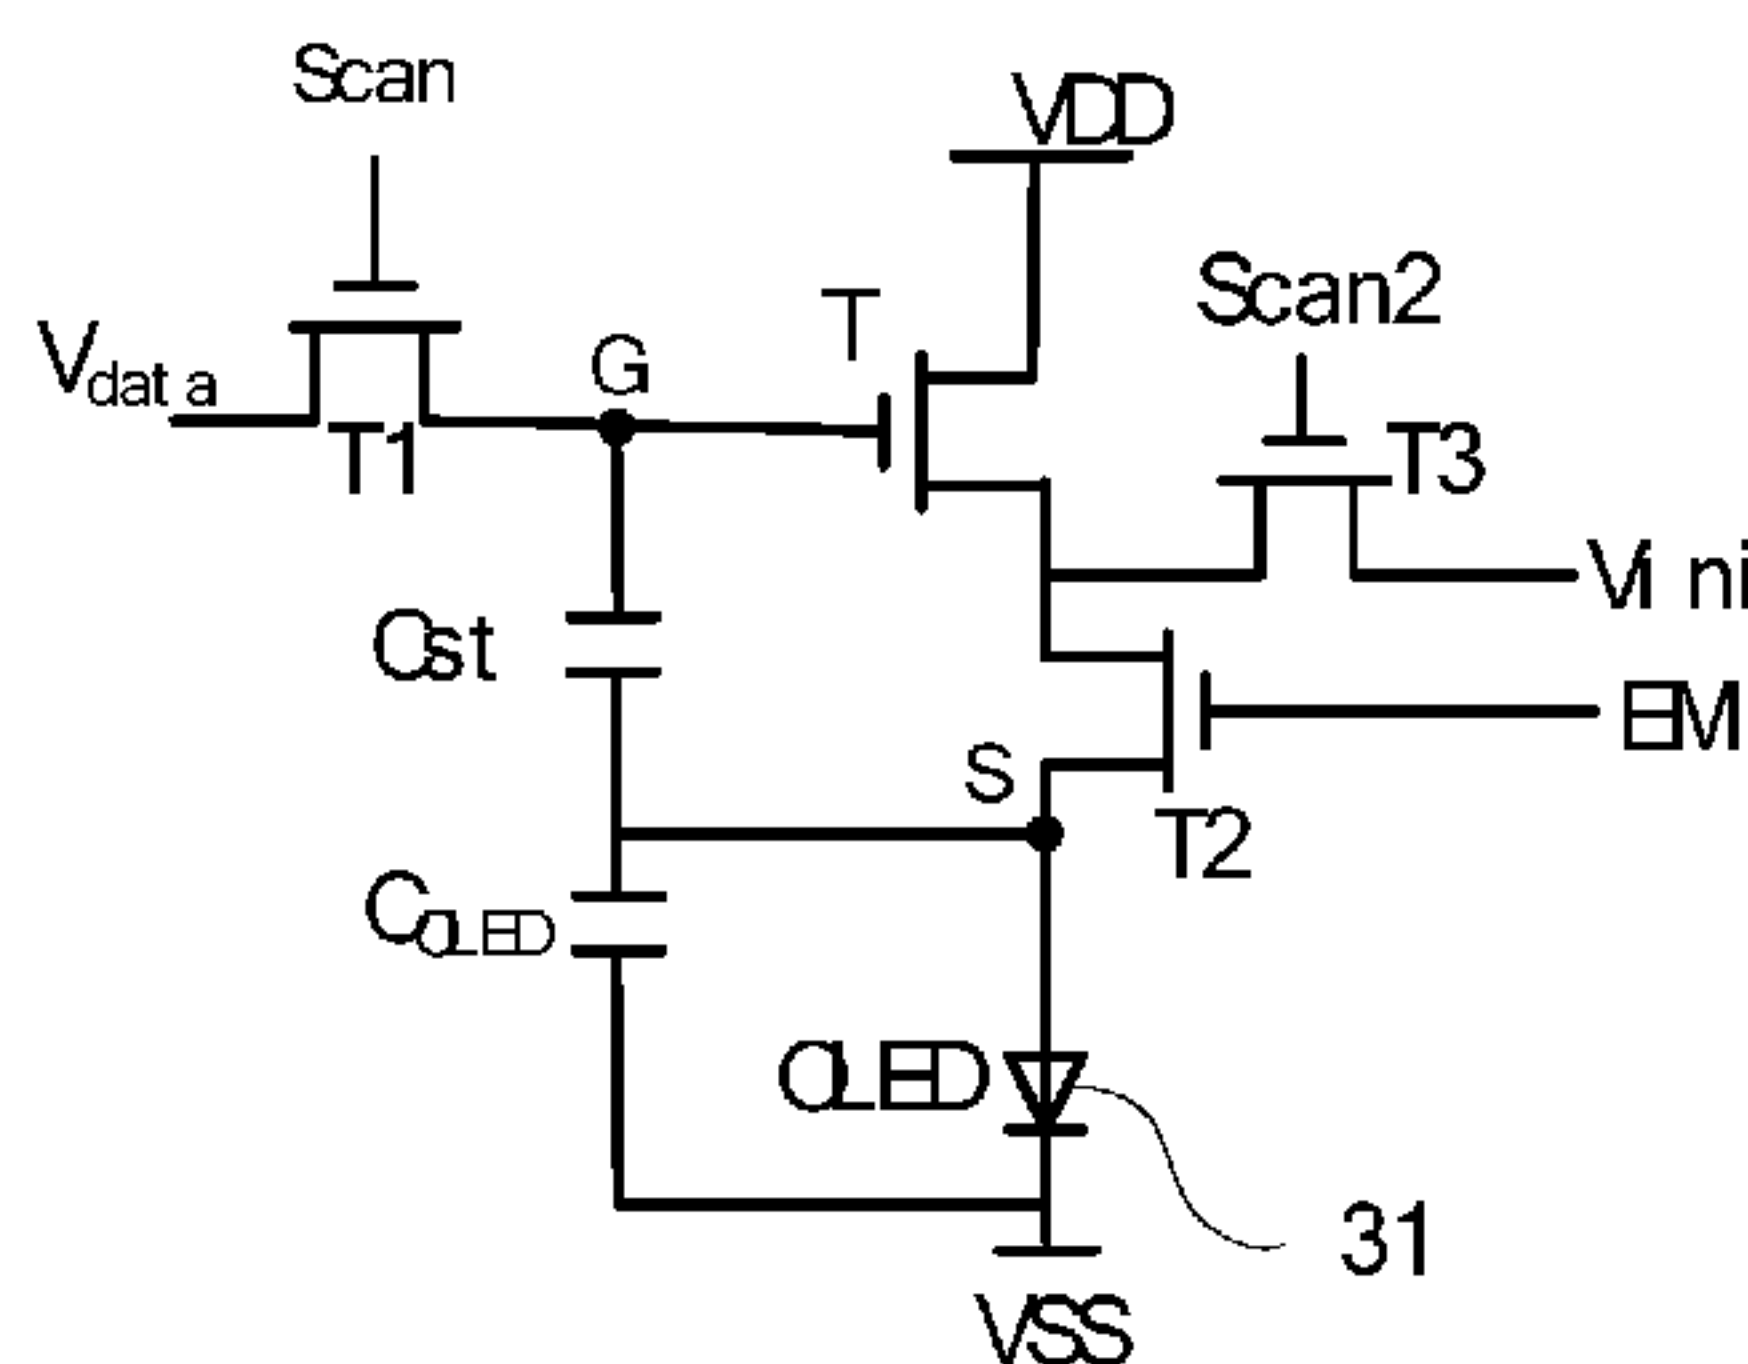 Scan
VDD
Scan2
T
Vdata
G
T1
T3
Vini
Cst
EM
S
T2
COLED
OLED
31
VSS